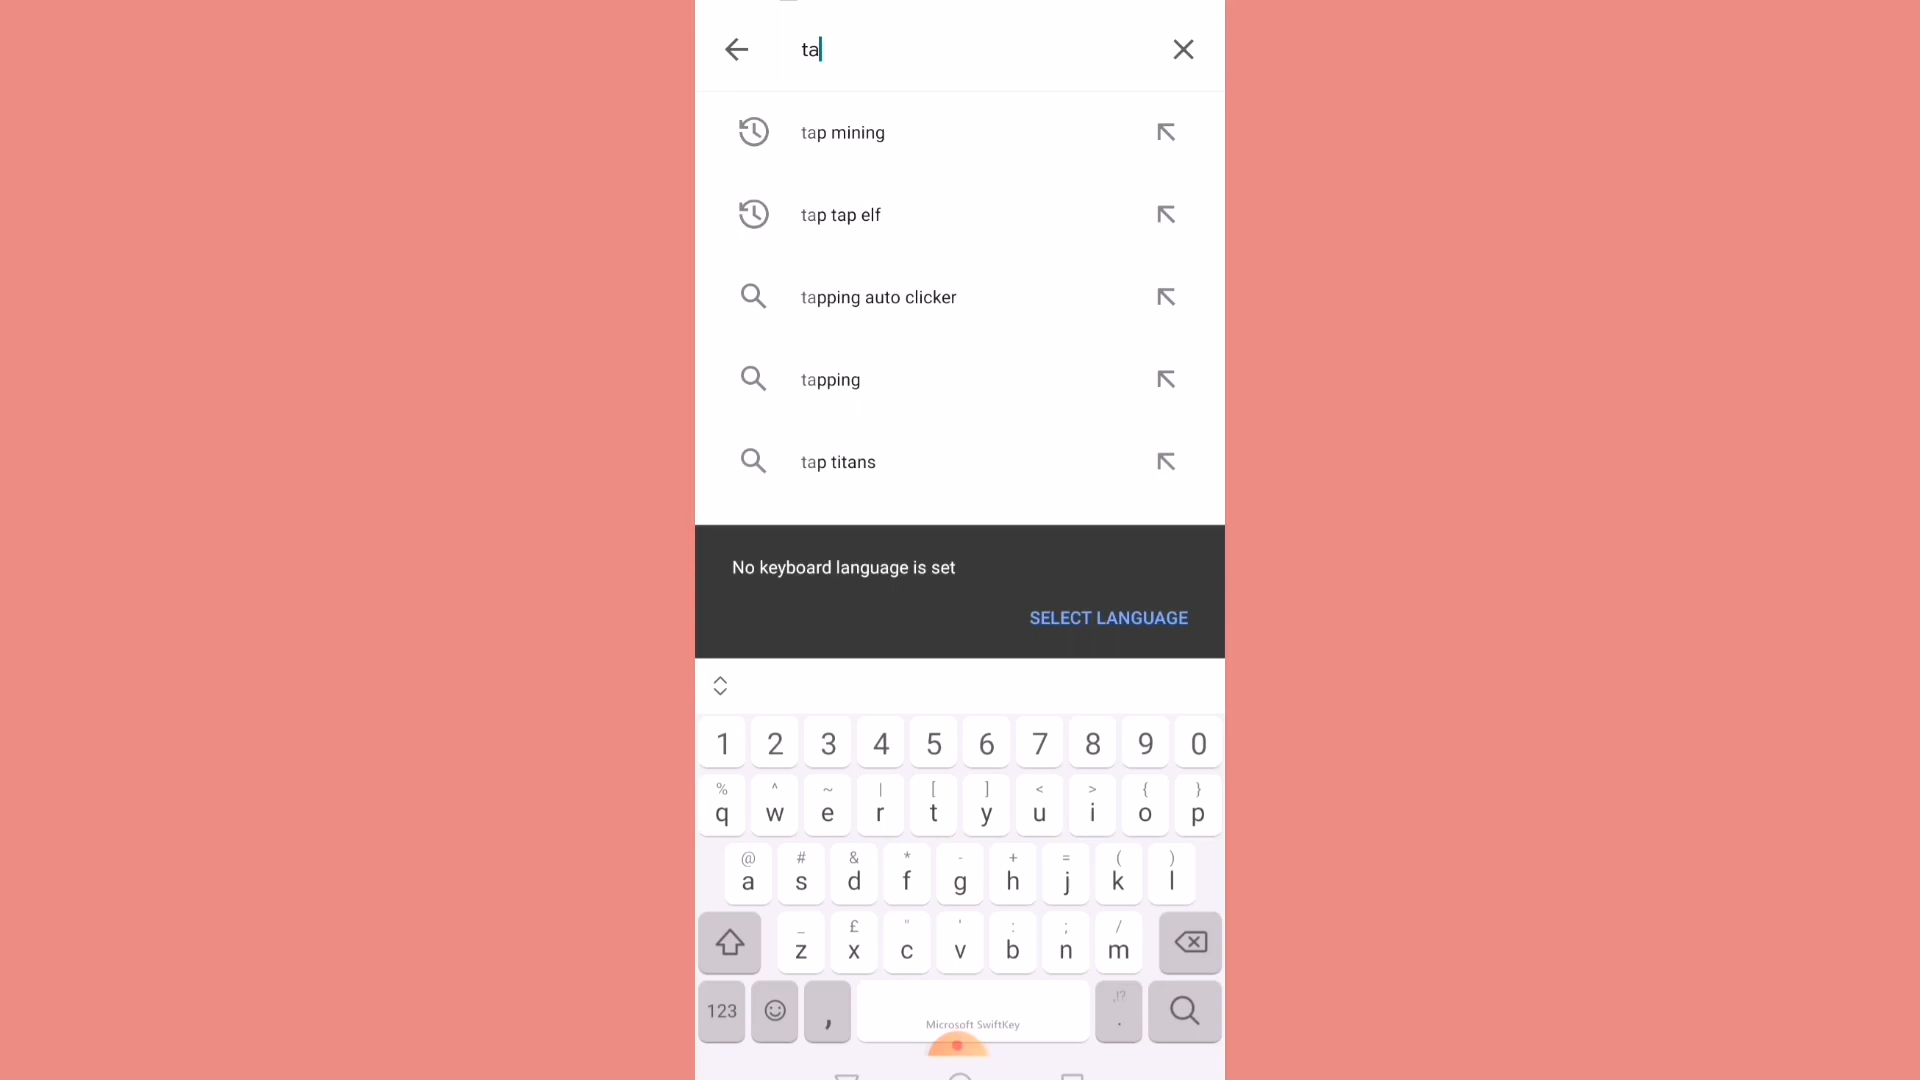 ta
tap mining
tap tap elf
tapping auto clicker
tapping
tap titans
No keyboard language is set
SELECT LANGUAGE
1 2 3 4 5 6 7 8 9 0
% ^ ~ | [ ] < > { }
q w e r t y u i o p
@ # & * - + = ( )
a s d f g h j k l
_ £ " ' : ; /
z x c v b n m
,!?
123 , .
Microsoft SwiftKey